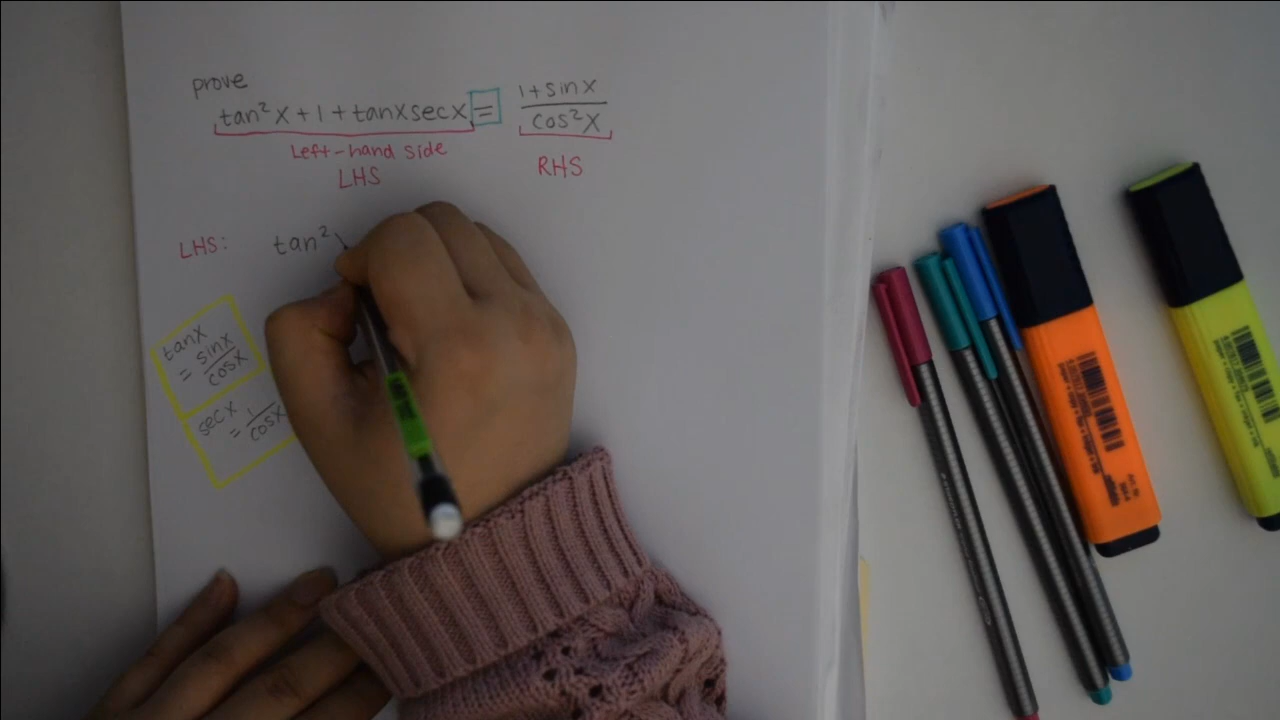 prove
tan² x + 1 + tanx secx = 1 + sinx / cos²x
Left-hand side
LHS
RHS
LHS: tan²
tanx
= sinx / cosx
secx
= 1 / cosx